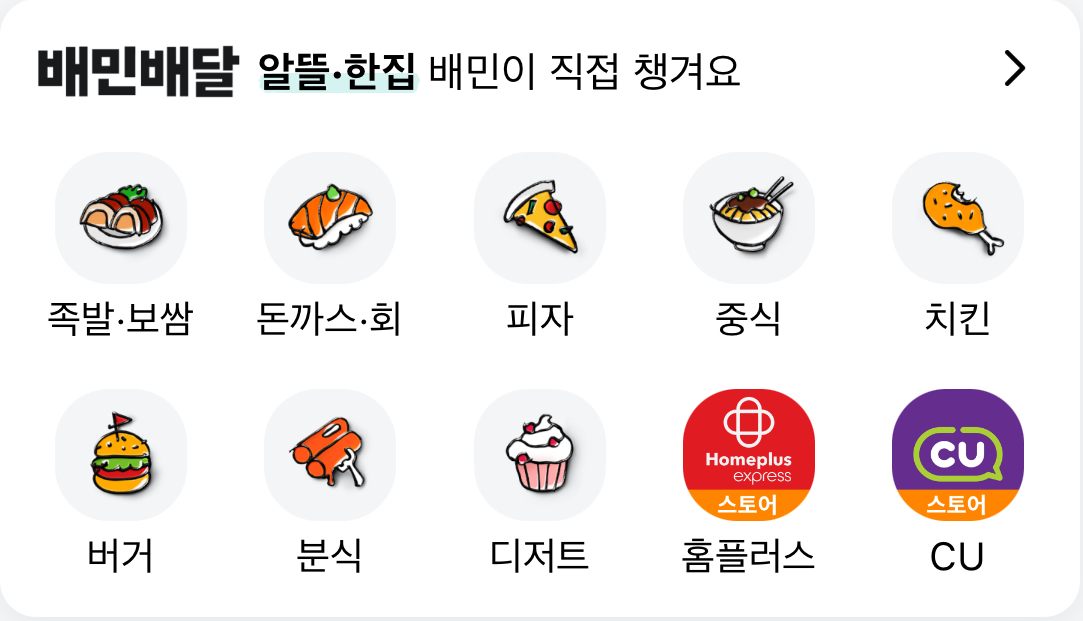 배민배달 알뜰·한집 배민이 직접 챙겨요
족발·보쌈 돈까스·회 피자 중식 치킨
Homeplus
express
CU
스토어 스토어
버거 분식 디저트 홈플러스 CU